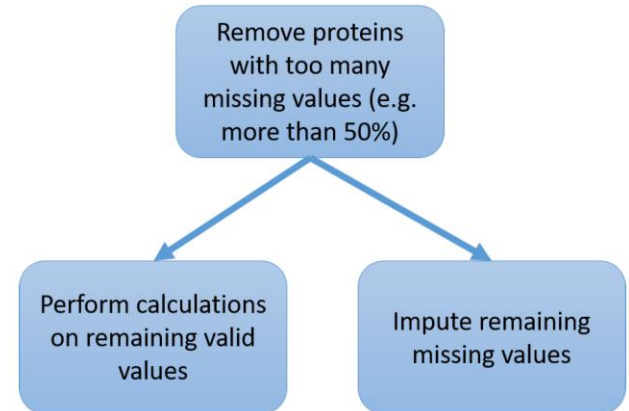 Remove proteins
with too many
missing values (e.g.
more than 50%)
Perform calculations
on remaining valid
values
Impute remaining
missing values